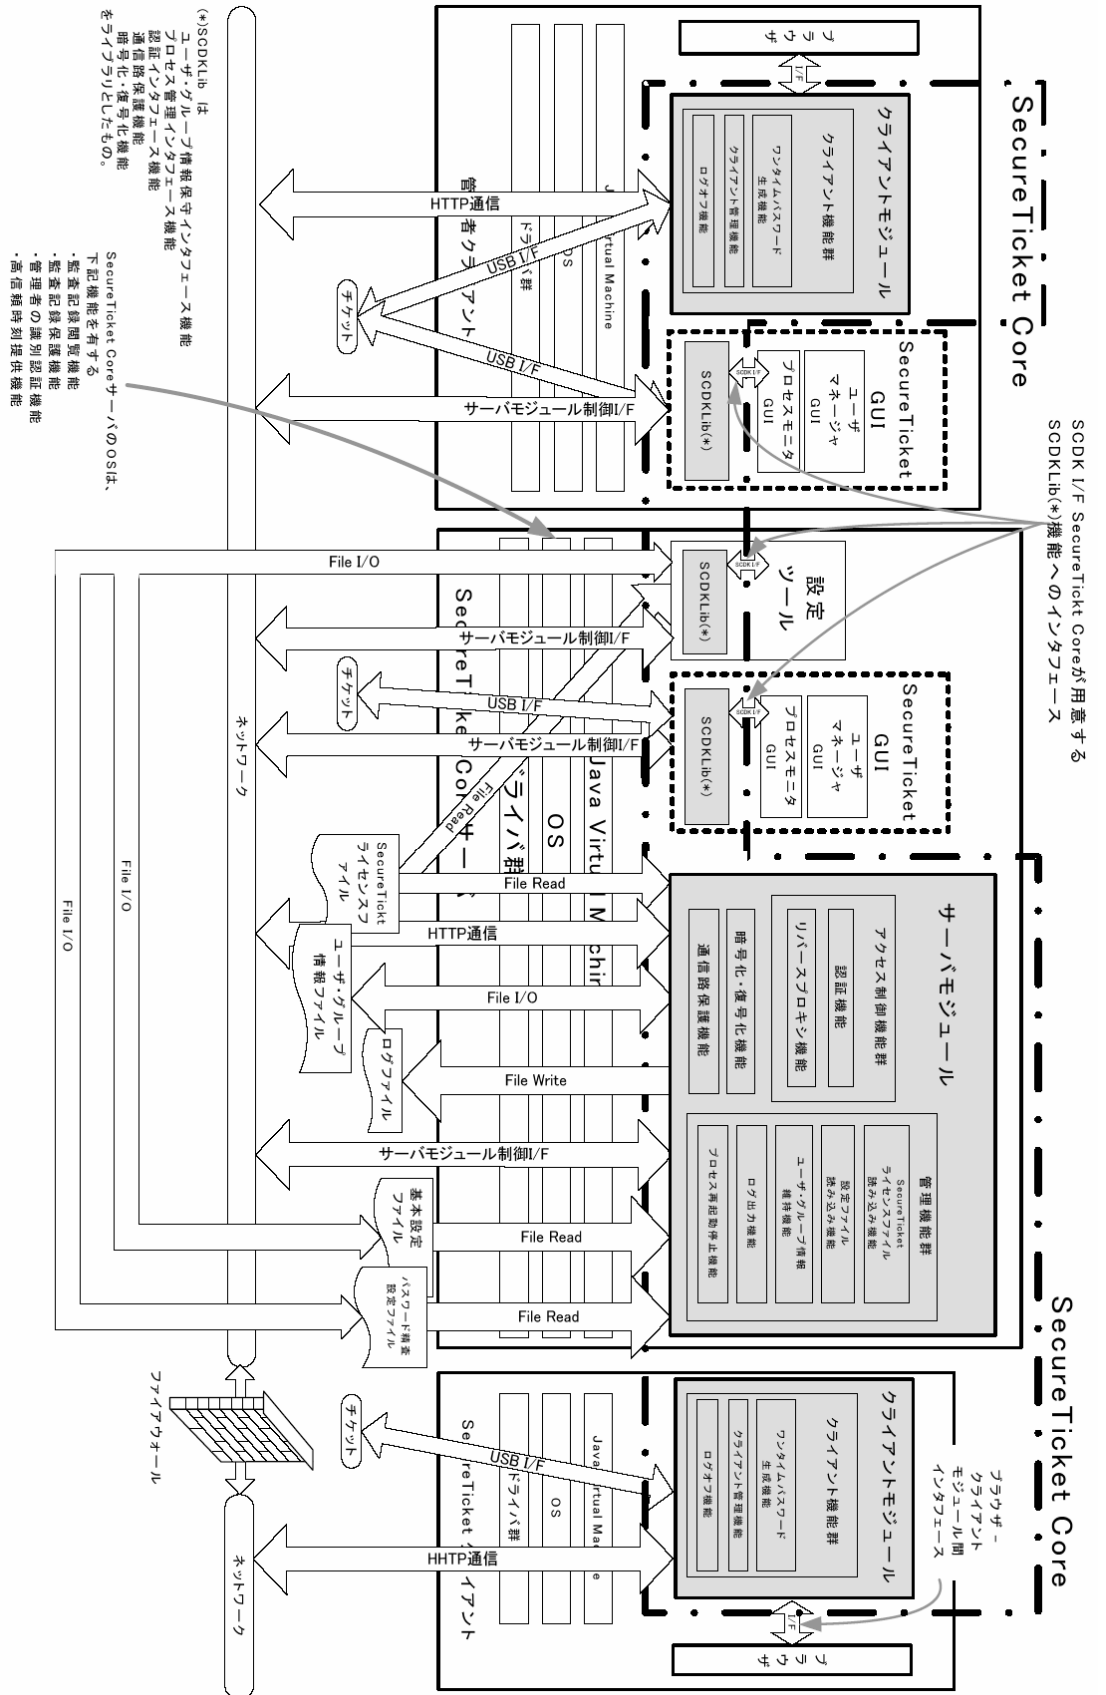 SecureTicket Core
ブラウザ
I/F
クライアントモジュール
クライアント機能群
ワンタイムパスワード
生成機能
クライアント管理機能
ログオフ機能
HTTP通信
USB I/F
チケット
USB I/F
サーバモジュール制御I/F
SecureTicket
GUI
ユーザ
マネージャ
GUI
プロセスモニタ
GUI
SCDK I/F
SCDKLib(*)
OS
ドライバ群
SCDK I/F SecureTickt Coreが用意する
SCDKLib(*)機能へのインタフェース
(*)SCDKLib は
ユーザ・グループ情報保守インタフェース機能
プロセス管理インタフェース機能
認証インタフェース機能
通信路保護機能
暗号化・復号化機能
をライブラリとしたもの。
SecureTicket CoreサーバのOSは、
下記機能を有する
・監査記録閲覧機能
・監査記録保護機能
・管理者の識別認証機能
・高信頼時刻提供機能
設定
ツール
SCDK I/F
SCDKLib(*)
File I/O
サーバモジュール制御I/F
File Read
SecureTicket
GUI
ユーザ
マネージャ
GUI
プロセスモニタ
GUI
SCDK I/F
SCDKLib(*)
USB I/F
チケット
サーバモジュール制御I/F
ネットワーク
OS
SecureTicket Core
サーバモジュール
アクセス制御機能群
認証機能
リバースプロキシ機能
暗号化・復号化機能
通信路保護機能
管理機能群
SecureTicket
ライセンスファイル
読み込み機能
設定ファイル
読み込み機能
ユーザ・グループ情報
維持機能
ログ出力機能
プロセス再起動停止機能
File Read
SecureTickt
ライセンスフ
ァイル
HTTP通信
File I/O
ユーザ・グループ
情報ファイル
File Write
ログファイル
サーバモジュール制御I/F
File Read
基本設定
ファイル
File Read
パスワード精査
設定ファイル
File I/O
File I/O
ファイアウォール
クライアントモジュール
クライアント機能群
ワンタイムパスワード
生成機能
クライアント管理機能
ログオフ機能
OS
ドライバ群
USB I/F
チケット
HHTP通信
ネットワーク
ブラウザ－
クライアント
モジュール間
インタフェース
I/F
ブラウザ